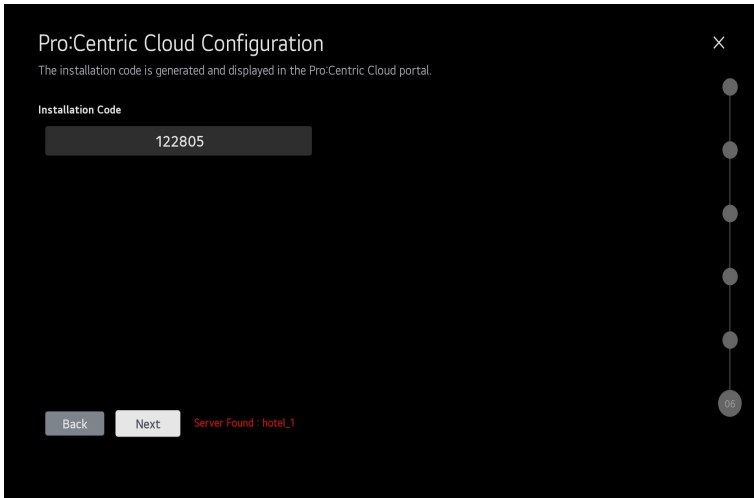 Pro:Centric Cloud Configuration
The installation code is generated and displayed in the Pro:Centric Cloud portal.
Installation Code
122805
Back
Next
Server Found : hotel_1
06